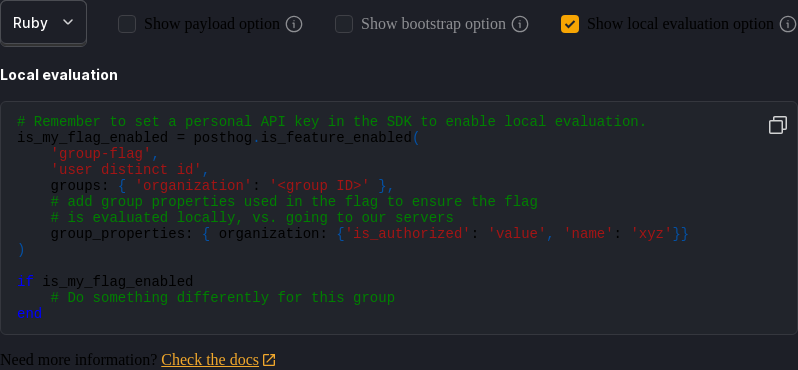 Ruby Show payload option Show bootstrap option Show local evaluation option
Local evaluation
# Remember to set a personal API key in the SDK to enable local evaluation.
is_my_flag_enabled = posthog.is_feature_enabled(
    'group-flag',
    'user distinct id',
    groups: { 'organization': '<group ID>' },
    # add group properties used in the flag to ensure the flag
    # is evaluated locally, vs. going to our servers
    group_properties: { organization: {'is_authorized': 'value', 'name': 'xyz'}}
)
if is_my_flag_enabled
    # Do something differently for this group
end
Need more information? Check the docs